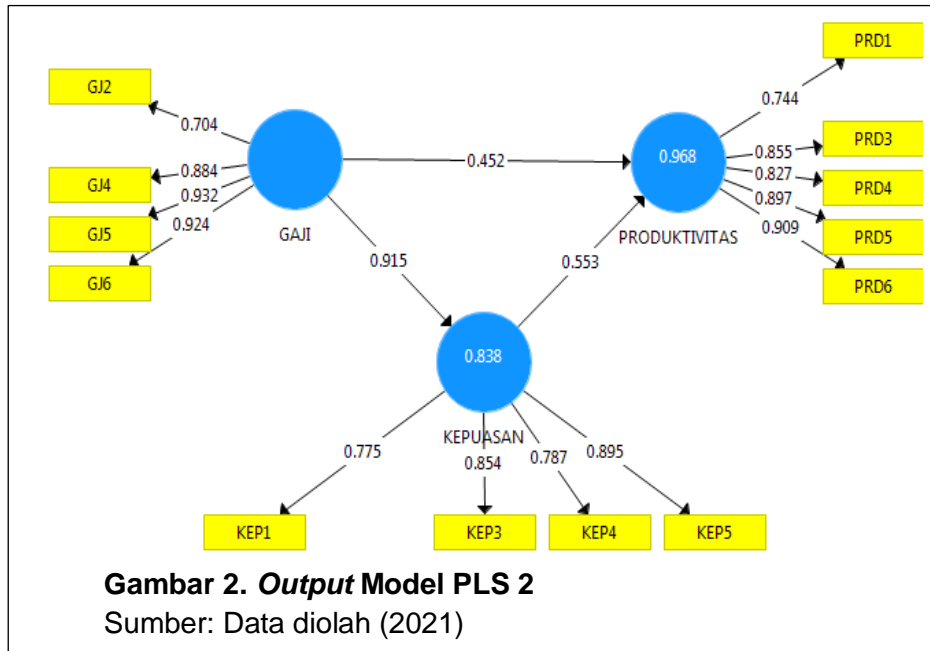 PRD1
GJ2
0.744
0.704
PRD3
0.968
0.855
0.452
0.827
GJ4
0.884
PRD4
0.932
0.897
GJ5
0.924
GAJI
PRODUKTIVITAS
0.909
PRD5
GJ6
0.915
0.553
PRD6
0.838
KEPUASAN
0.775
0.854
0.787
0.895
KEP1
KEP3
KEP4
KEP5
Gambar 2. Output Model PLS 2
Sumber: Data diolah (2021)